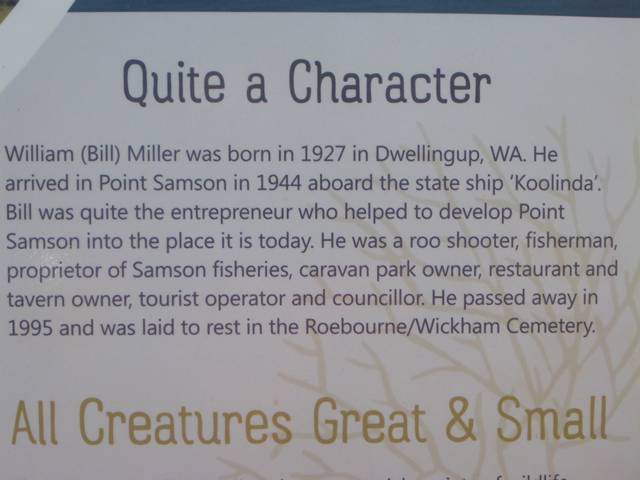 Quite a Character
William (Bill) Miller was born in 1927 in Dwellingup, WA. He
arrived in Point Samson in 1944 aboard the state ship ‘Koolinda’.
Bill was quite the entrepreneur who helped to develop Point
Samson into the place it is today. He was a roo shooter, fisherman,
proprietor of Samson fisheries, caravan park owner, restaurant and
tavern owner, tourist operator and councillor. He passed away in
1995 and was laid to rest in the Roebourne/Wickham Cemetery.
All Creatures Great & Small